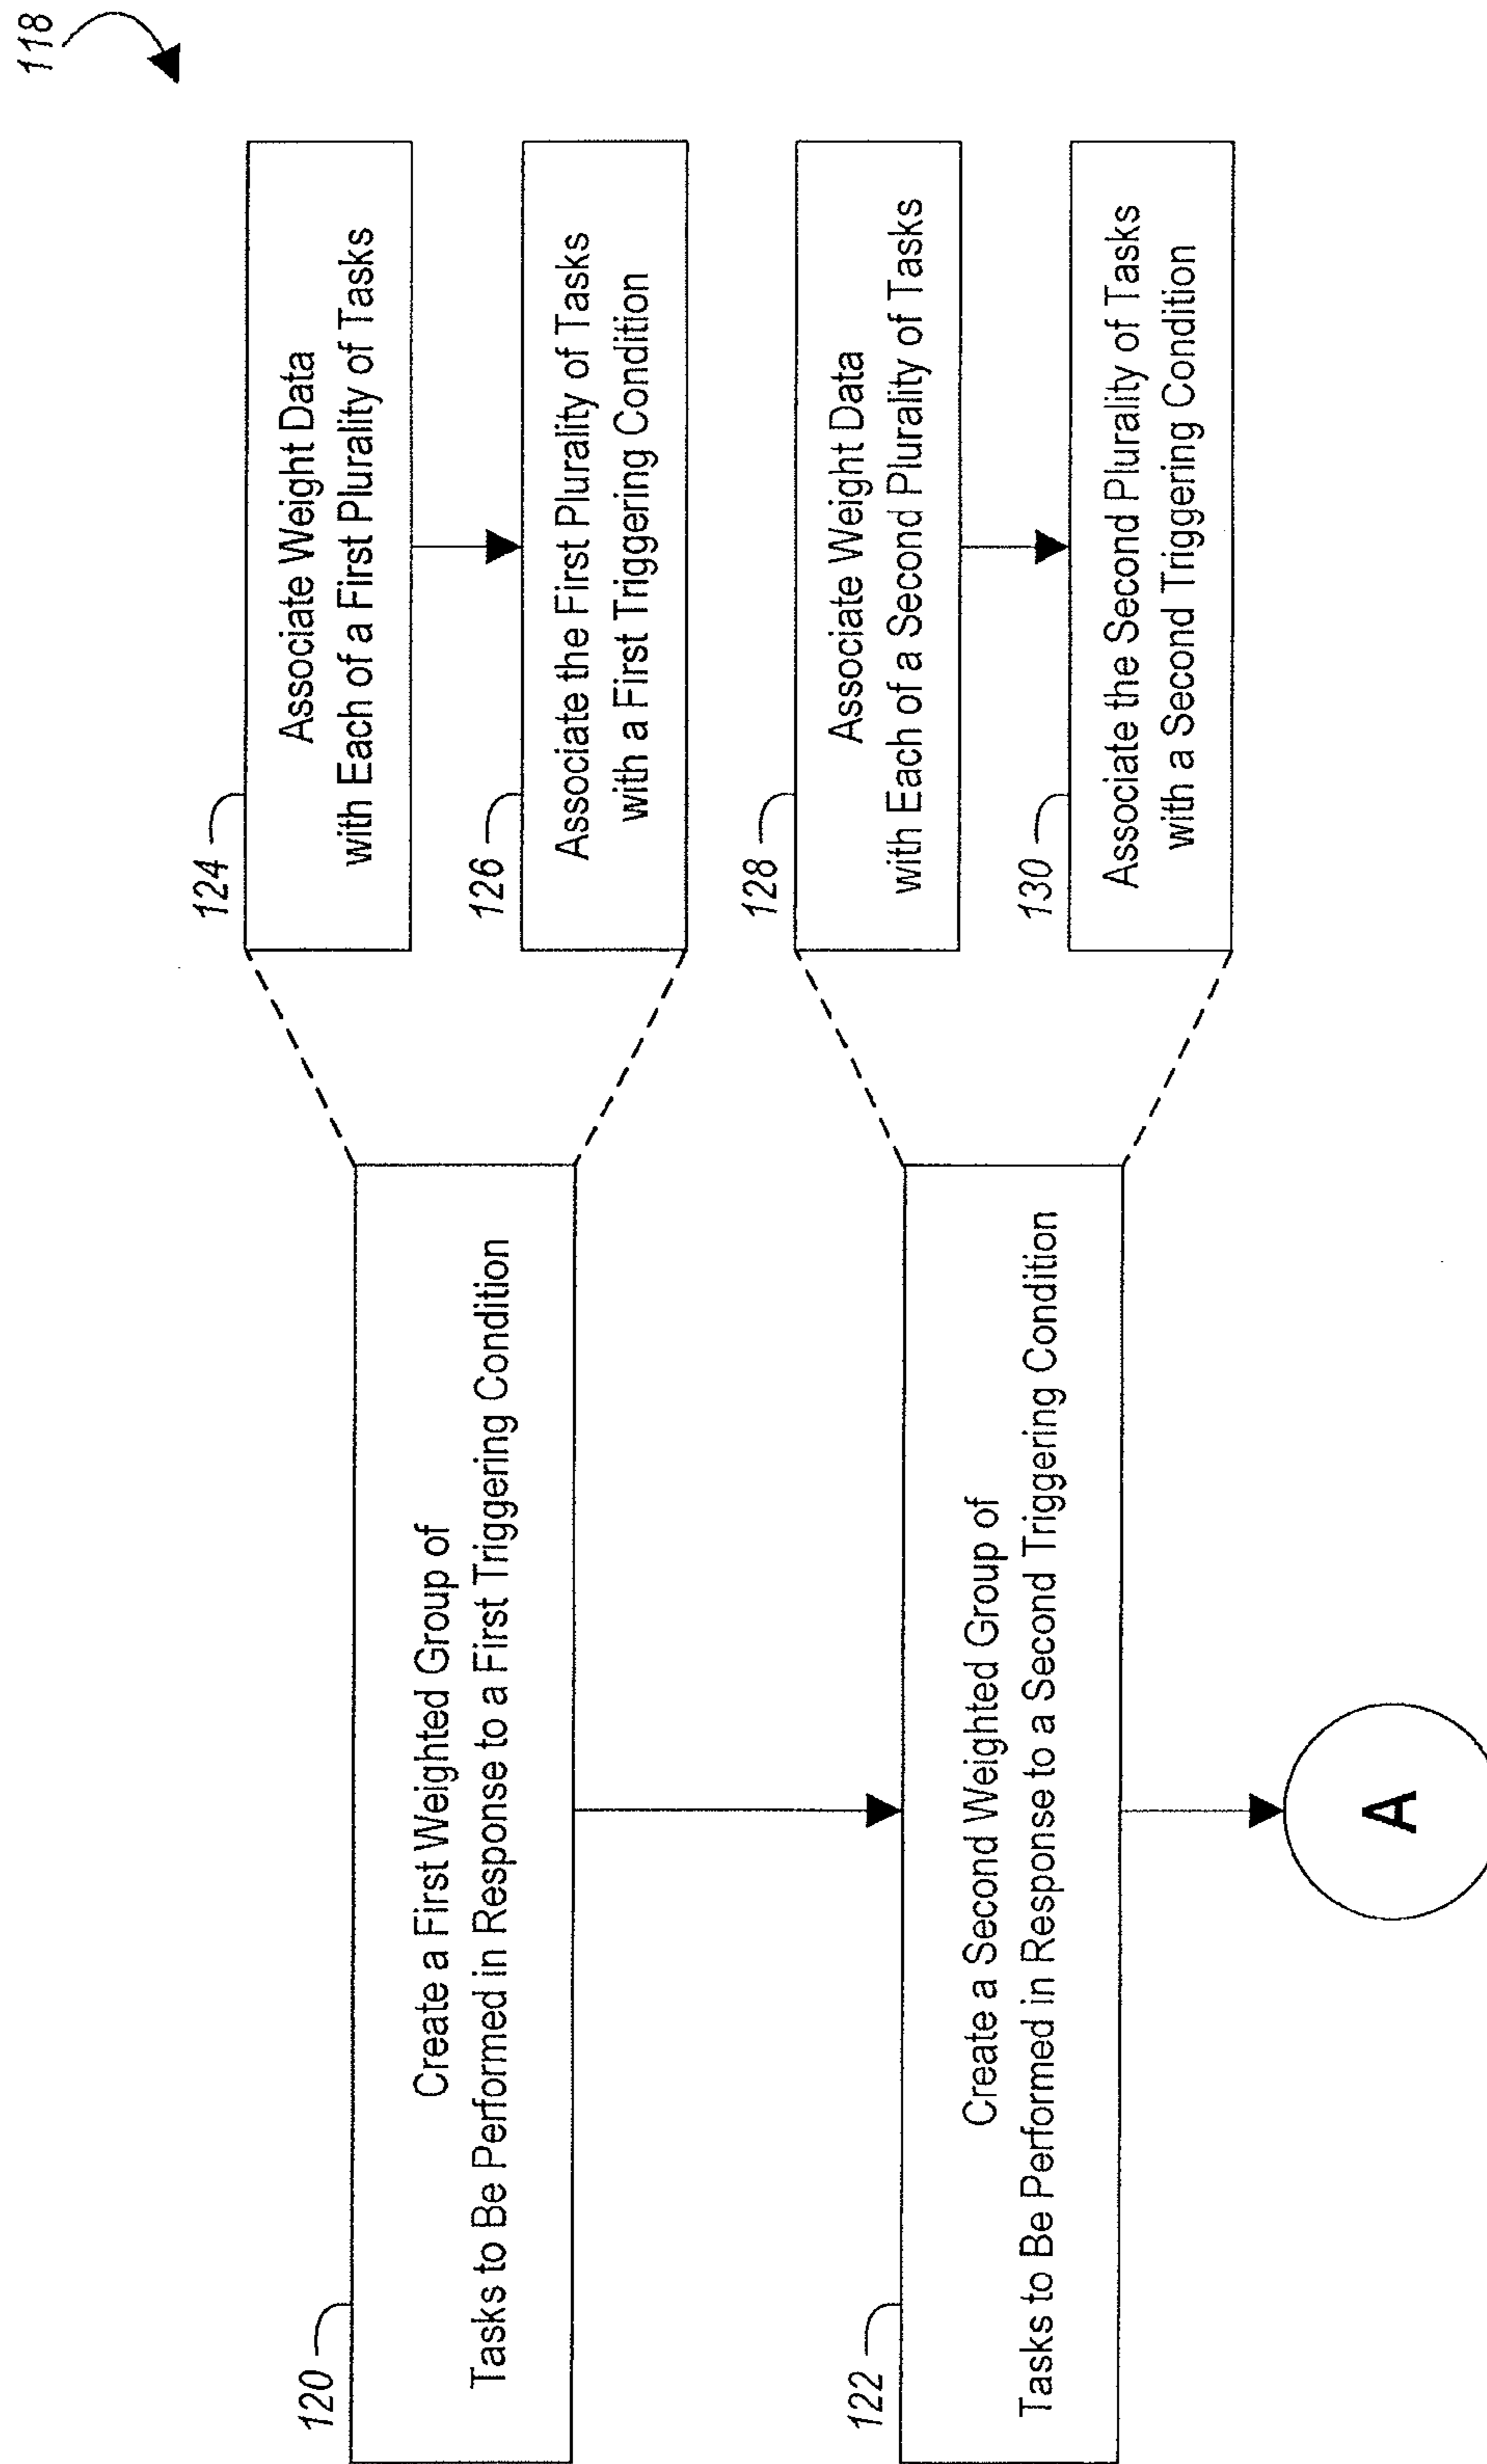 118
120
Create a First Weighted Group of
Tasks to Be Performed in Response to a First Triggering Condition
124
Associate Weight Data
with Each of a First Plurality of Tasks
126
Associate the First Plurality of Tasks
with a First Triggering Condition
122
Create a Second Weighted Group of
Tasks to Be Performed in Response to a Second Triggering Condition
128
Associate Weight Data
with Each of a Second Plurality of Tasks
130
Associate the Second Plurality of Tasks
with a Second Triggering Condition
A